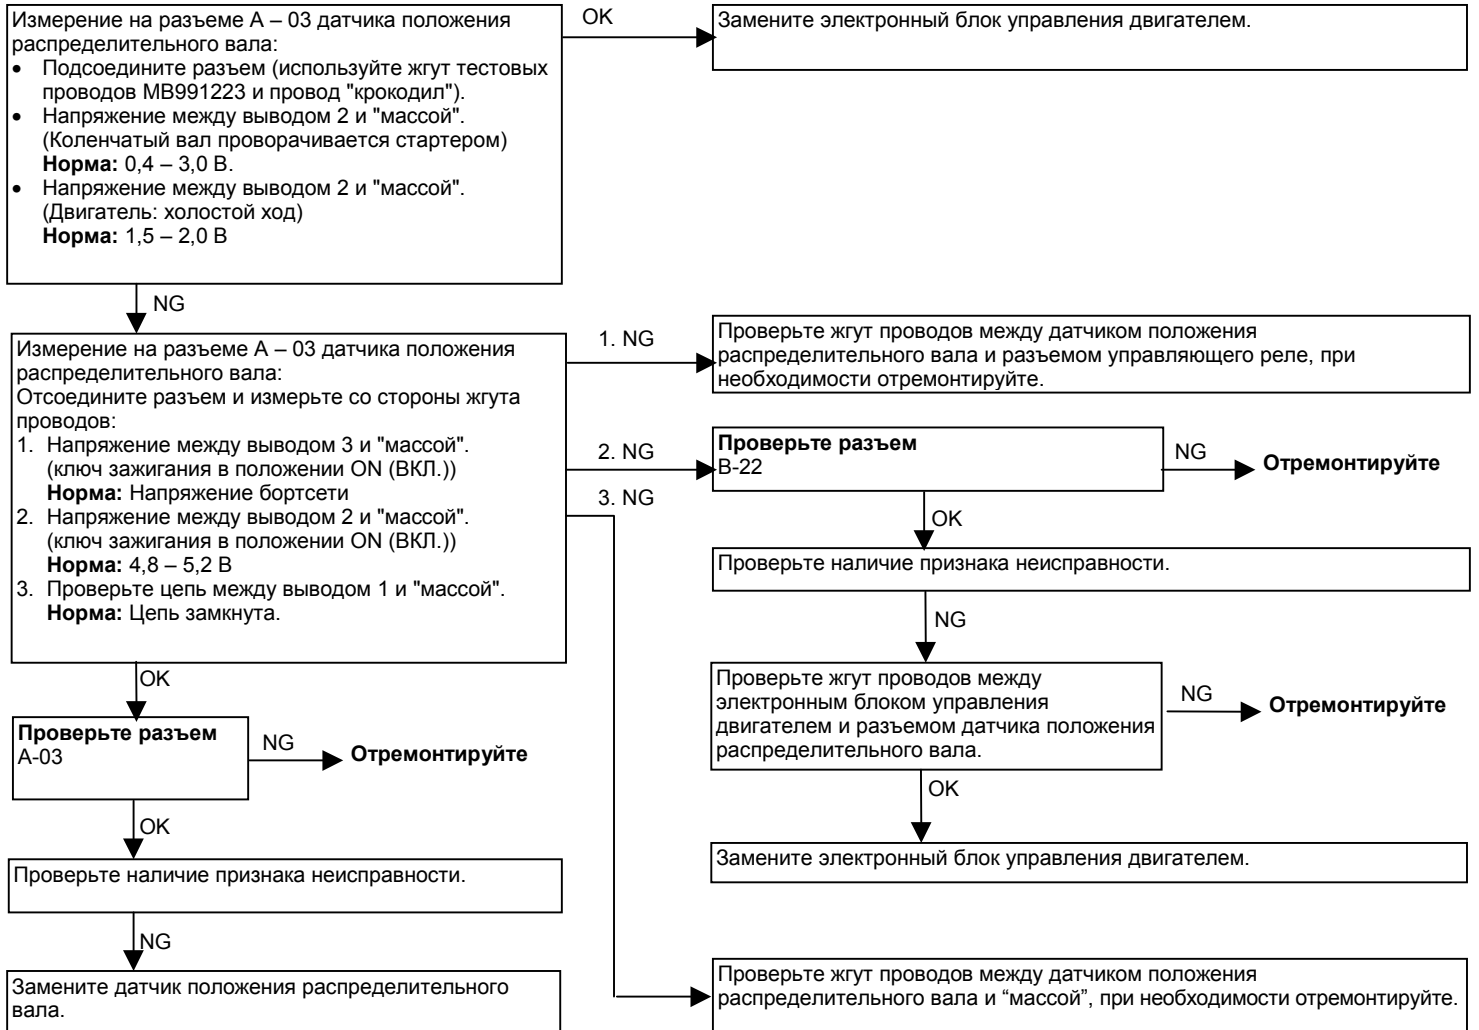 Измерение на разъеме А – 03 датчика положения
распределительного вала:
• Подсоедините разъем (используйте жгут тестовых
проводов MB991223 и провод "крокодил").
• Напряжение между выводом 2 и "массой".
(Коленчатый вал проворачивается стартером)
Норма: 0,4 – 3,0 В.
• Напряжение между выводом 2 и "массой".
(Двигатель: холостой ход)
Норма: 1,5 – 2,0 В
OK
Замените электронный блок управления двигателем.
NG
Измерение на разъеме А – 03 датчика положения
распределительного вала:
Отсоедините разъем и измерьте со стороны жгута
проводов:
1. Напряжение между выводом 3 и "массой".
(ключ зажигания в положении ON (ВКЛ.))
Норма: Напряжение бортсети
2. Напряжение между выводом 2 и "массой".
(ключ зажигания в положении ON (ВКЛ.))
Норма: 4,8 – 5,2 В
3. Проверьте цепь между выводом 1 и "массой".
Норма: Цепь замкнута.
1. NG
Проверьте жгут проводов между датчиком положения
распределительного вала и разъемом управляющего реле, при
необходимости отремонтируйте.
2. NG
Проверьте разъем
B-22
NG
Отремонтируйте
3. NG
OK
Проверьте наличие признака неисправности.
NG
Проверьте жгут проводов между
электронным блоком управления
двигателем и разъемом датчика положения
распределительного вала.
NG
Отремонтируйте
OK
Замените электронный блок управления двигателем.
OK
Проверьте разъем
A-03
NG
Отремонтируйте
OK
Проверьте наличие признака неисправности.
NG
Замените датчик положения распределительного
вала.
Проверьте жгут проводов между датчиком положения
распределительного вала и “массой”, при необходимости отремонтируйте.